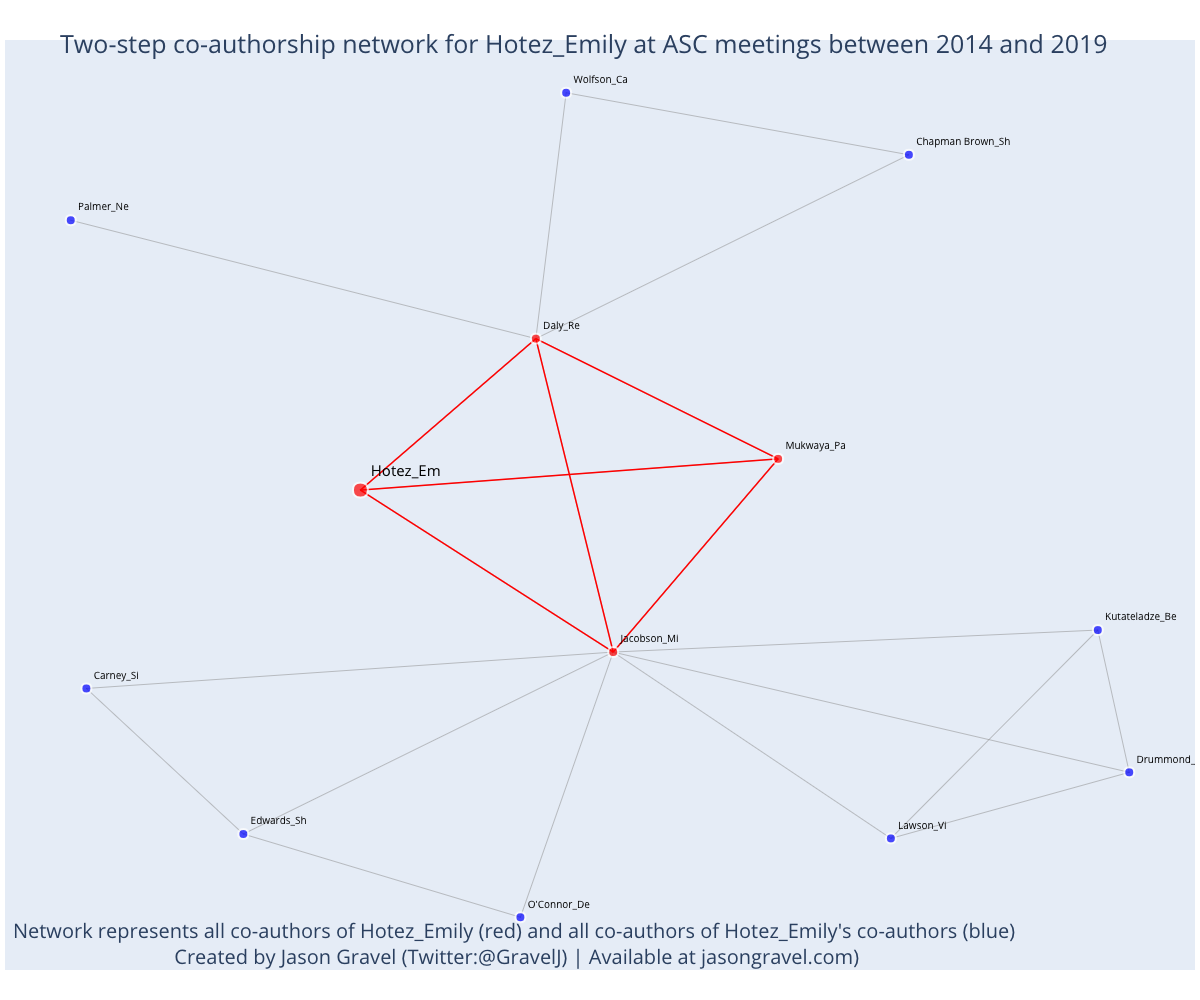 Two-step co-authorship network for Hotez_Emily at ASC meetings between 2014 and 2019
Wolfson_Ca
Chapman Brown_Sh
Palmer_Ne
Daly_Re
Mukwaya_Pa
Hotez_Em
Kutateladze_Be
Jacobson_Mi
Carney_Si
Drummond_
Edwards_Sh
Lawson_Vi
O'Connor_De
Network represents all co-authors of Hotez_Emily (red) and all co-authors of Hotez_Emily's co-authors (blue)
Created by Jason Gravel (Twitter:@GravelJ) | Available at jasongravel.com)